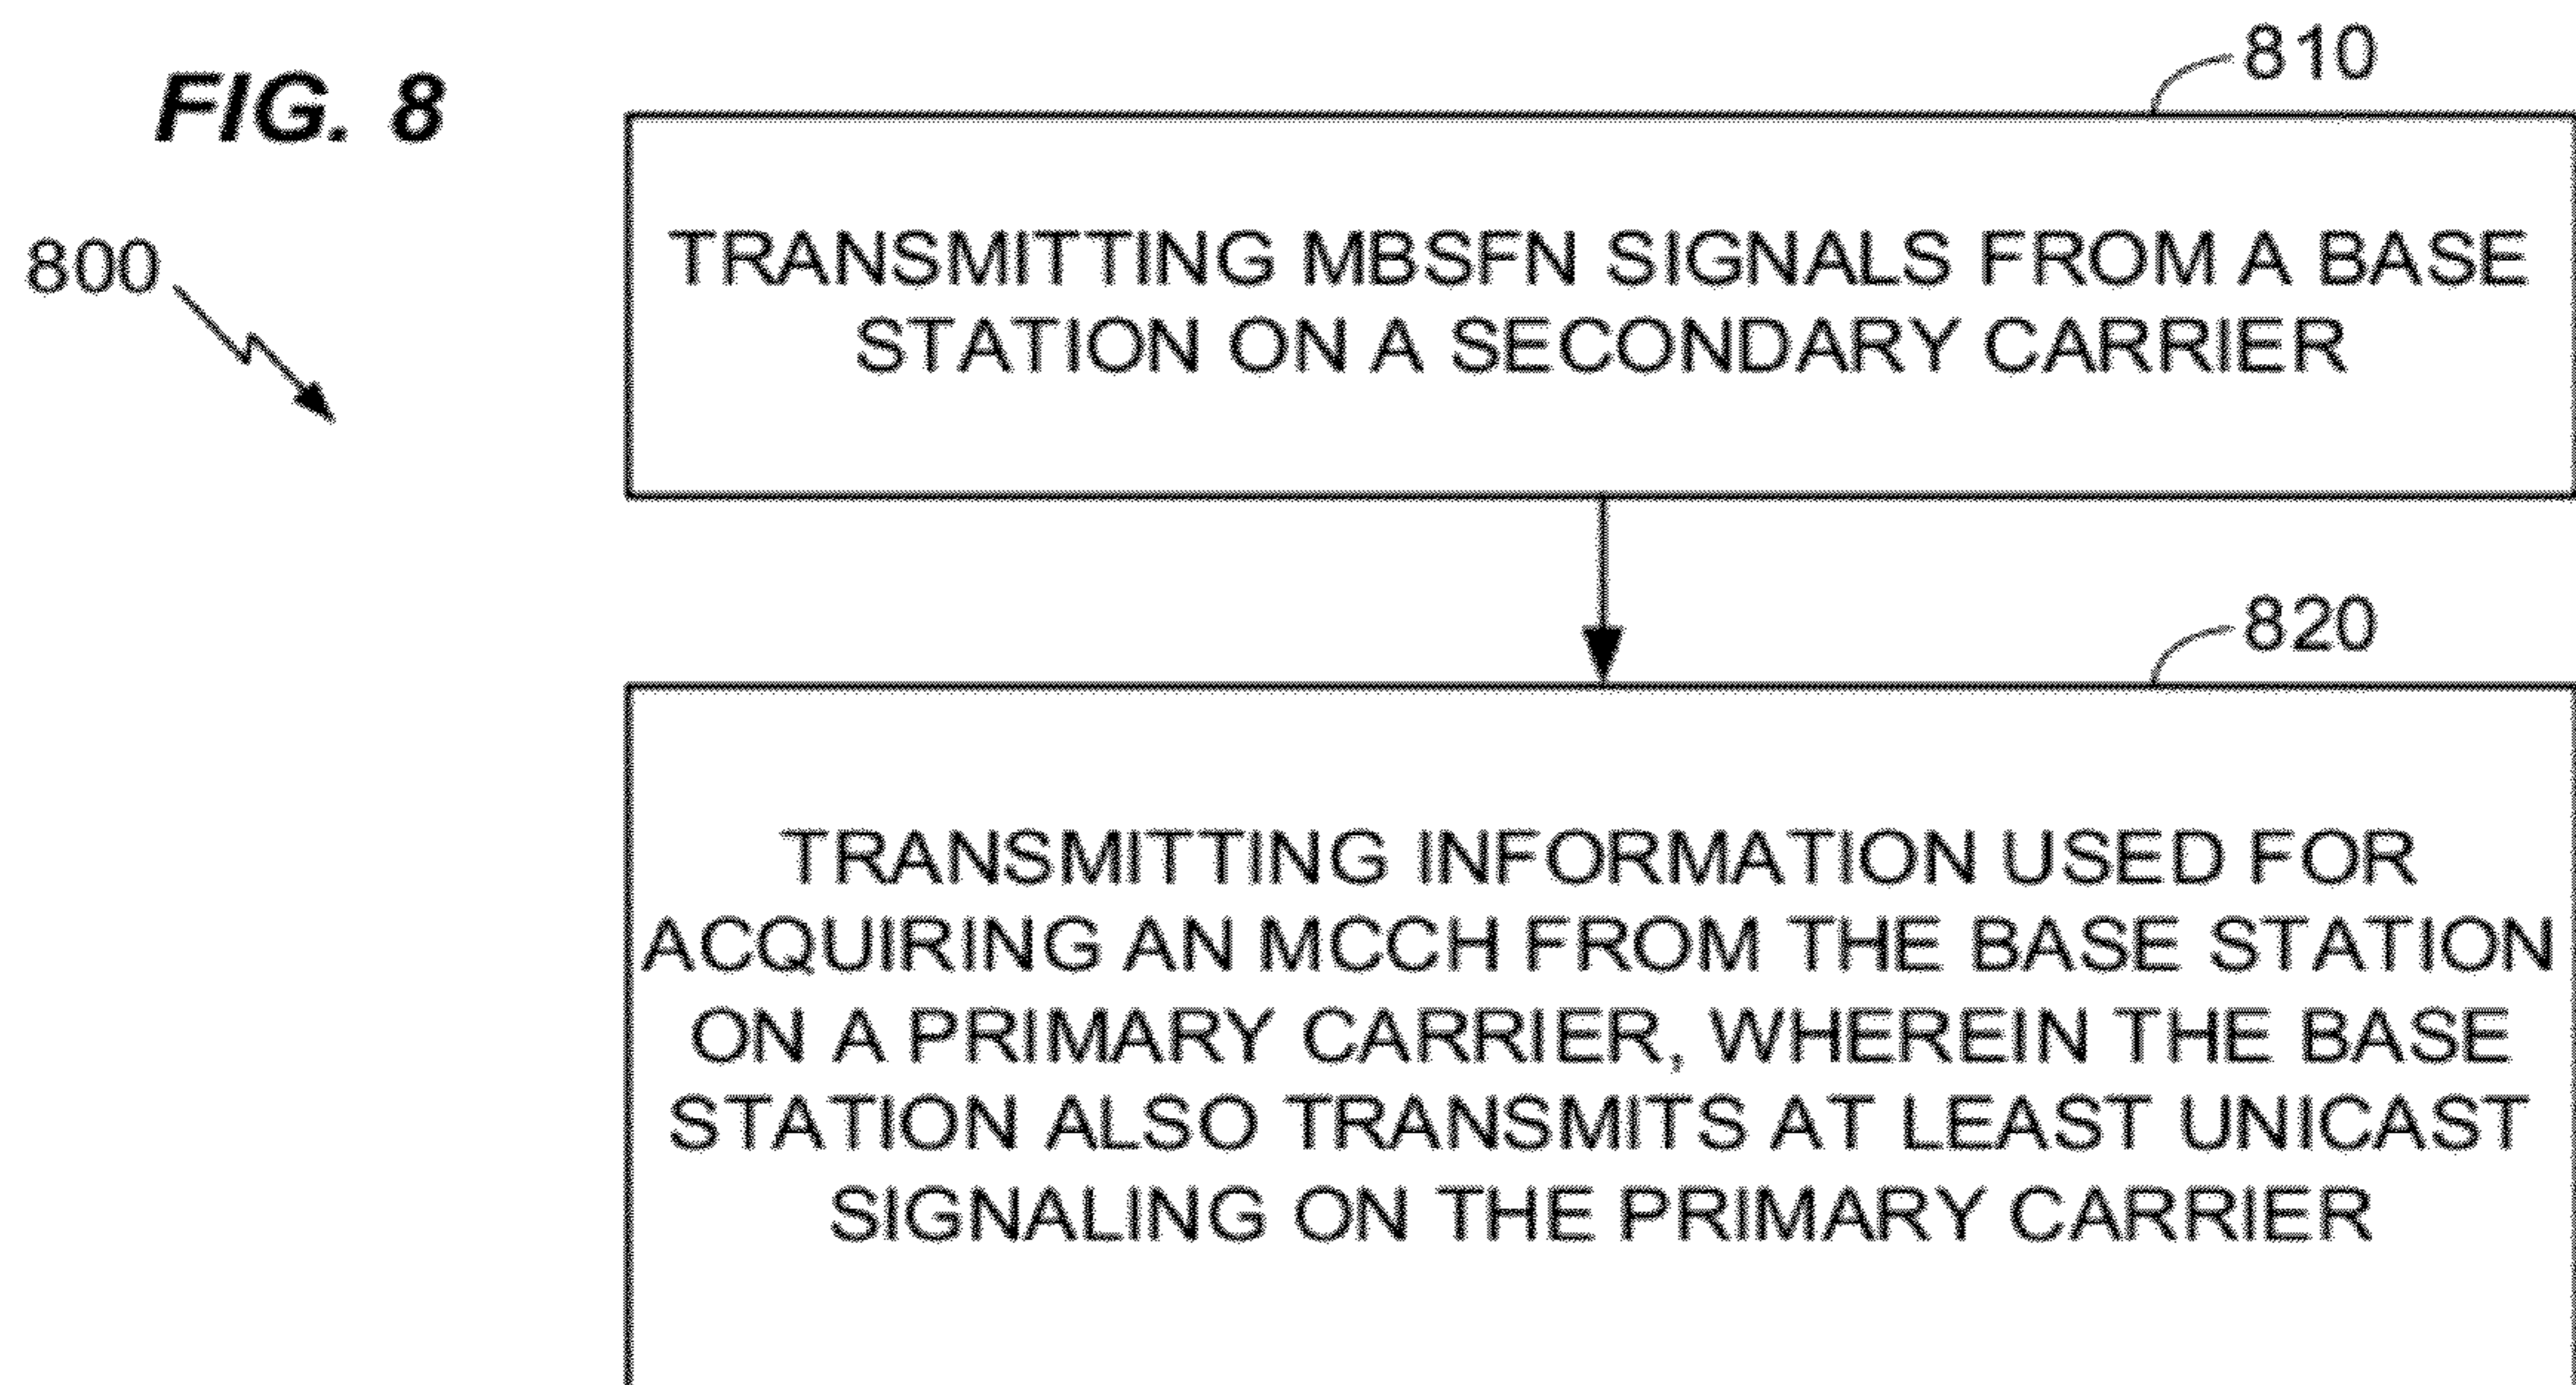 FIG. 8
810
800
TRANSMITTING MBSFN SIGNALS FROM A BASE
STATION ON A SECONDARY CARRIER
820
TRANSMITTING INFORMATION USED FOR
ACQUIRING AN MCCH FROM THE BASE STATION
ON A PRIMARY CARRIER, WHEREIN THE BASE
STATION ALSO TRANSMITS AT LEAST UNICAST
SIGNALING ON THE PRIMARY CARRIER